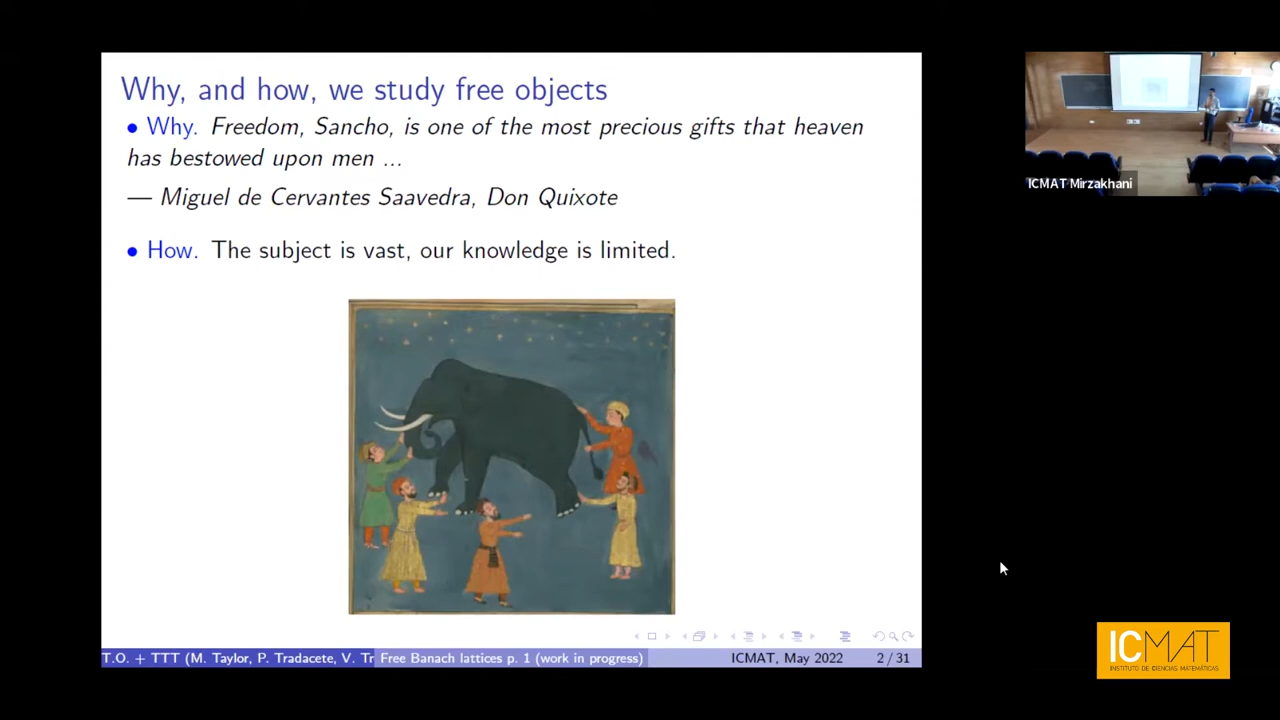 Why, and how, we study free objects
• Why. Freedom, Sancho, is one of the most precious gifts that heaven
has bestowed upon men ...
— Miguel de Cervantes Saavedra, Don Quixote
• How. The subject is vast, our knowledge is limited.
T.O. + TTT (M. Taylor, P. Tradacete, V. Tr
Free Banach lattices p. 1 (work in progress)
ICMAT, May 2022
2 / 31
ICMAT Mirzakhani
ICMAT
INSTITUTO DE CIENCIAS MATEMÁTICAS